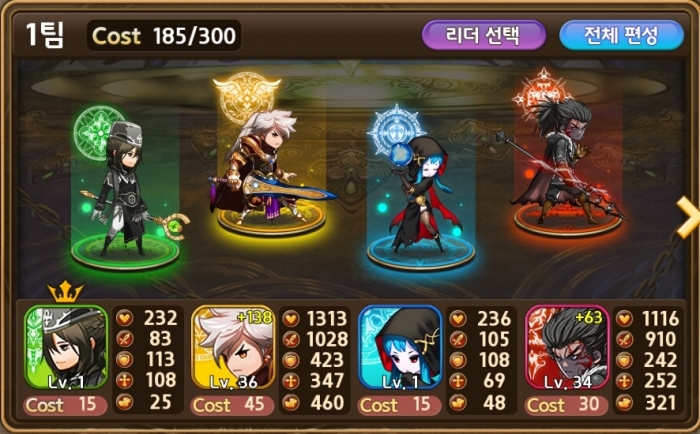 1팀 Cost 185/300 리더 선택 전체 편성
232 +138 1313 236 +63 1116
83 1028 105 910
113 423 108 242
Lv. 1 108 Lv. 36 347 Lv. 1 69 Lv. 34 252
Cost 15 25 Cost 45 460 Cost 15 48 Cost 30 321